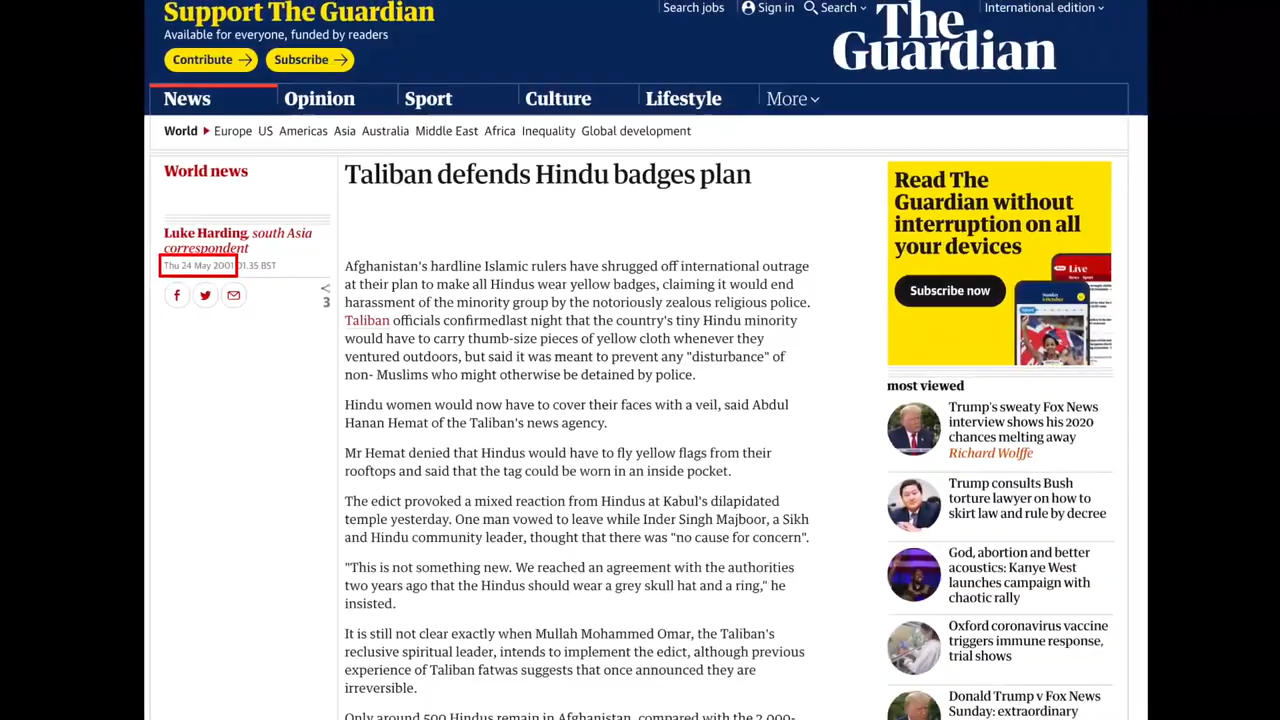 Support The Guardian
Available for everyone, funded by readers
Contribute →
Subscribe →
Search jobs
Sign in
Search
International edition
The
Guardian
News
Opinion
Sport
Culture
Lifestyle
More
World
Europe
US
Americas
Asia
Australia
Middle East
Africa
Inequality
Global development
World news
Luke Harding, south Asia
correspondent
Thu 24 May 2001 01.35 BST
3
Taliban defends Hindu badges plan
Afghanistan's hardline Islamic rulers have shrugged off international outrage
at their plan to make all Hindus wear yellow badges, claiming it would end
harassment of the minority group by the notoriously zealous religious police.
Taliban officials confirmedlast night that the country's tiny Hindu minority
would have to carry thumb-size pieces of yellow cloth whenever they
ventured outdoors, but said it was meant to prevent any "disturbance" of
non- Muslims who might otherwise be detained by police.
Hindu women would now have to cover their faces with a veil, said Abdul
Hanan Hemat of the Taliban's news agency.
Mr Hemat denied that Hindus would have to fly yellow flags from their
rooftops and said that the tag could be worn in an inside pocket.
The edict provoked a mixed reaction from Hindus at Kabul's dilapidated
temple yesterday. One man vowed to leave while Inder Singh Majboor, a Sikh
and Hindu community leader, thought that there was "no cause for concern".
"This is not something new. We reached an agreement with the authorities
two years ago that the Hindus should wear a grey skull hat and a ring," he
insisted.
It is still not clear exactly when Mullah Mohammed Omar, the Taliban's
reclusive spiritual leader, intends to implement the edict, although previous
experience of Taliban fatwas suggests that once announced they are
irreversible.
Only around 500 Hindus remain in Afghanistan, compared with the 2,000-
Read The
Guardian without
interruption on all
your devices
Subscribe now
Live
most viewed
Trump's sweaty Fox News
interview shows his 2020
chances melting away
Richard Wolffe
Trump consults Bush
torture lawyer on how to
skirt law and rule by decree
God, abortion and better
acoustics: Kanye West
launches campaign with
chaotic rally
Oxford coronavirus vaccine
triggers immune response,
trial shows
Donald Trump v Fox News
Sunday: extraordinary